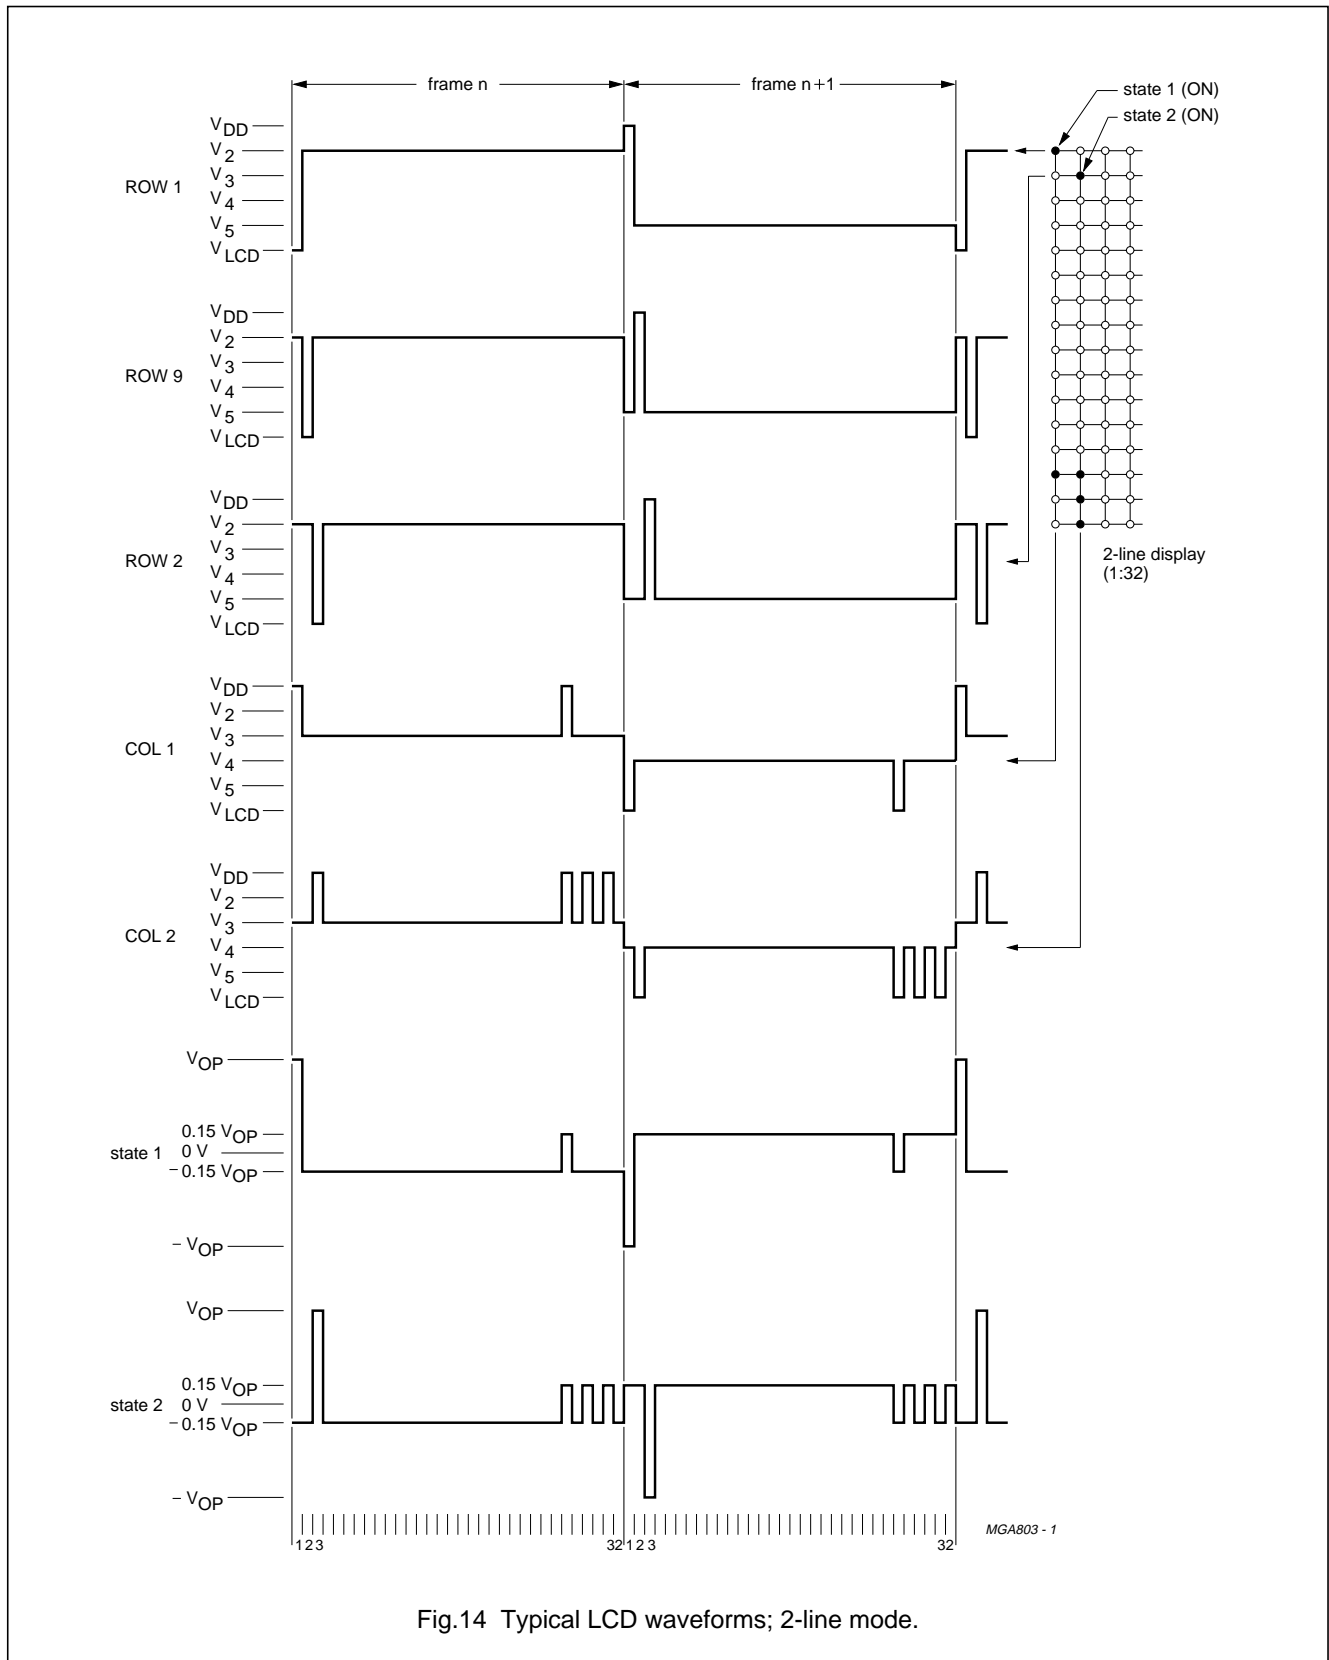 frame n
frame n+1
state 1 (ON)
state 2 (ON)
ROW 1
VDD
V2
V3
V4
V5
VLCD
ROW 9
VDD
V2
V3
V4
V5
VLCD
ROW 2
VDD
V2
V3
V4
V5
VLCD
2-line display
(1:32)
COL 1
VDD
V2
V3
V4
V5
VLCD
COL 2
VDD
V2
V3
V4
V5
VLCD
state 1
VOP
0.15 VOP
0 V
−0.15 VOP
−VOP
state 2
VOP
0.15 VOP
0 V
−0.15 VOP
−VOP
1 2 3 32 1 2 3 32
MGA803 - 1
Fig.14 Typical LCD waveforms; 2-line mode.